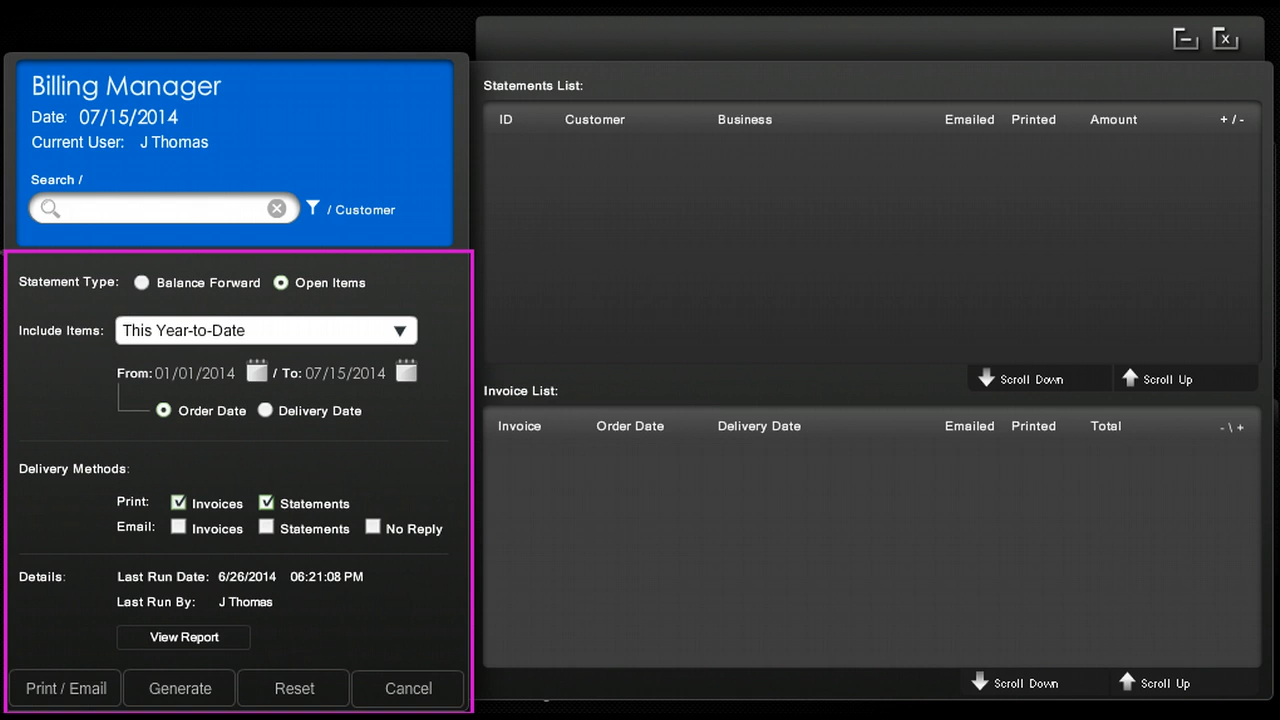 Billing Manager
Date: 07/15/2014
Current User: J Thomas
Search /
/ Customer
Statement Type: Balance Forward Open Items
Include Items: This Year-to-Date
From: 01/01/2014 / To: 07/15/2014
Order Date Delivery Date
Delivery Methods:
Print: Invoices Statements
Email: Invoices Statements No Reply
Details: Last Run Date: 6/26/2014 06:21:08 PM
Last Run By: J Thomas
View Report
Print / Email Generate Reset Cancel
Statements List:
ID Customer Business Emailed Printed Amount + / -
Scroll Down Scroll Up
Invoice List:
Invoice Order Date Delivery Date Emailed Printed Total - \ +
Scroll Down Scroll Up